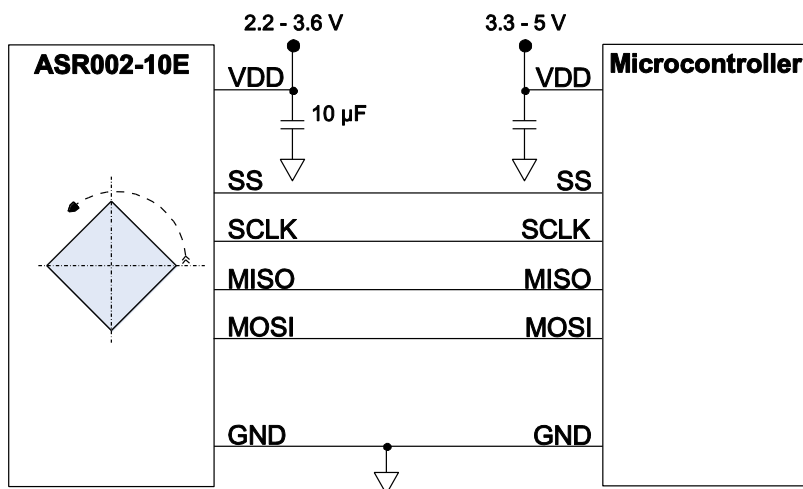 2.2 - 3.6 V
3.3 - 5 V
ASR002-10E
Microcontroller
VDD
VDD
10 µF
SS
SS
SCLK
SCLK
MISO
MISO
MOSI
MOSI
GND
GND